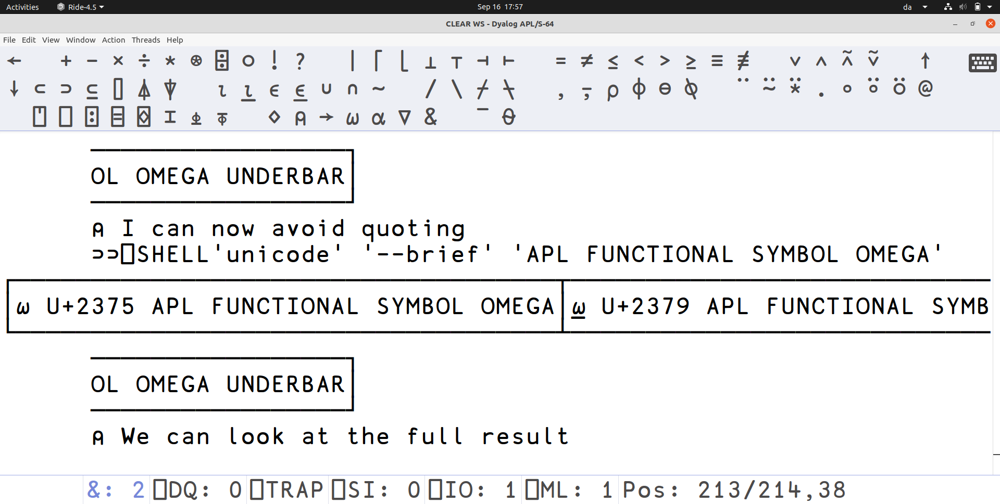 Activities Ride-4.5 Sep 16 17:57 da
CLEAR WS - Dyalog APL/S-64
File Edit View Window Action Threads Help
← + − × ÷ * ⍟ ⌹ ○ ! ? | ⌈ ⌊ ⊥ ⊤ ⊣ ⊢ = ≠ ≤ < > ≥ ≡ ≢ ∨ ∧ ⍲ ⍱ ↑
↓ ⊂ ⊃ ⊆ ⌷ ⍋ ⍒ ⍳ ⍸ ∊ ⍷ ∪ ∩ ~ / \ ⌿ ⍀ , ⍪ ⍴ ⌽ ⊖ ⍉ ¨ ⍨ ⍣ . ∘ ⍤ ⍥ @
⍞ ⎕ ⍠ ⌸ ⌺ ⌶ ⍎ ⍕ ⋄ ⍝ → ⍵ ⍺ ∇ & ¯ ⍬
OL OMEGA UNDERBAR
⍝ I can now avoid quoting
⊃⊃⎕SHELL'unicode' '--brief' 'APL FUNCTIONAL SYMBOL OMEGA'
⍵ U+2375 APL FUNCTIONAL SYMBOL OMEGA ⍹ U+2379 APL FUNCTIONAL SYMB
OL OMEGA UNDERBAR
⍝ We can look at the full result
&: 2 ⎕DQ: 0 ⎕TRAP ⎕SI: 0 ⎕IO: 1 ⎕ML: 1 Pos: 213/214,38